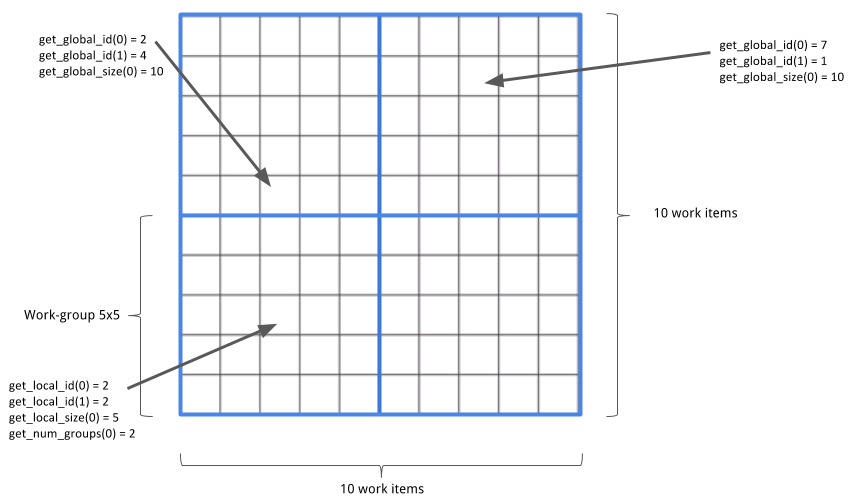 get_global_id(0) = 2
get_global_id(1) = 4
get_global_size(0) = 10
get_global_id(0) = 7
get_global_id(1) = 1
get_global_size(0) = 10
10 work items
Work-group 5x5
get_local_id(0) = 2
get_local_id(1) = 2
get_local_size(0) = 5
get_num_groups(0) = 2
10 work items